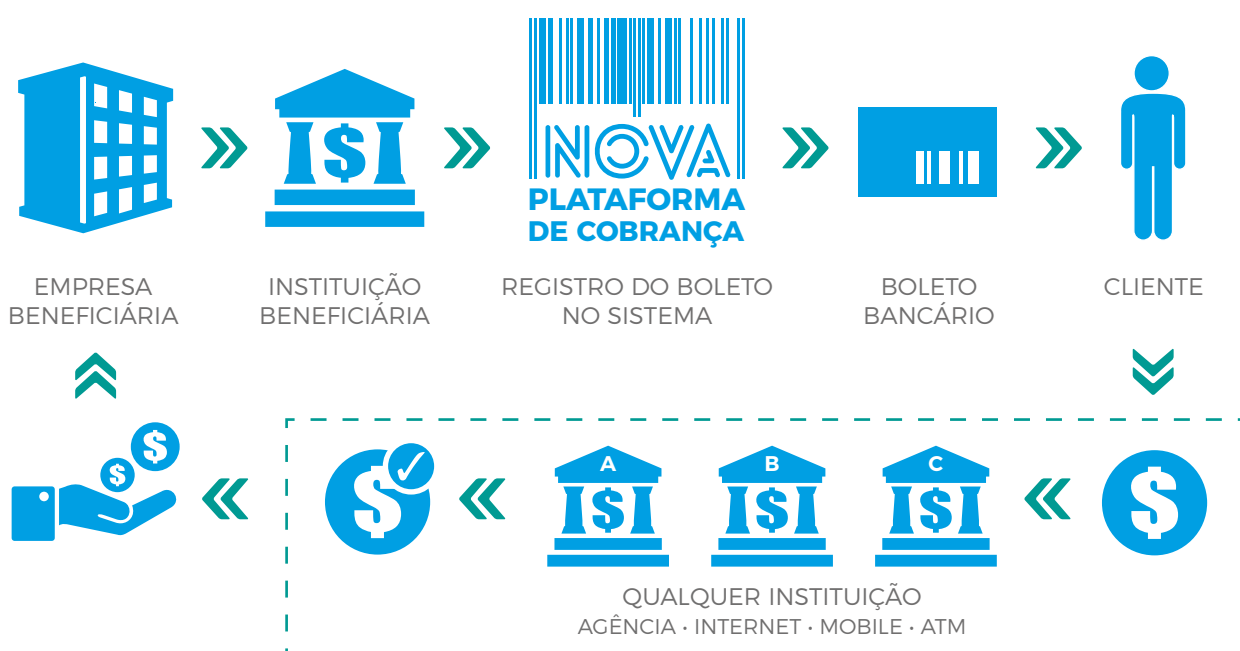 NOVA
PLATAFORMA
DE COBRANÇA
EMPRESA
BENEFICIÁRIA
INSTITUIÇÃO
BENEFICIÁRIA
REGISTRO DO BOLETO
NO SISTEMA
BOLETO
BANCÁRIO
CLIENTE
$
$
$
$
✓
A
$
B
$
C
$
$
QUALQUER INSTITUIÇÃO
AGÊNCIA · INTERNET · MOBILE · ATM